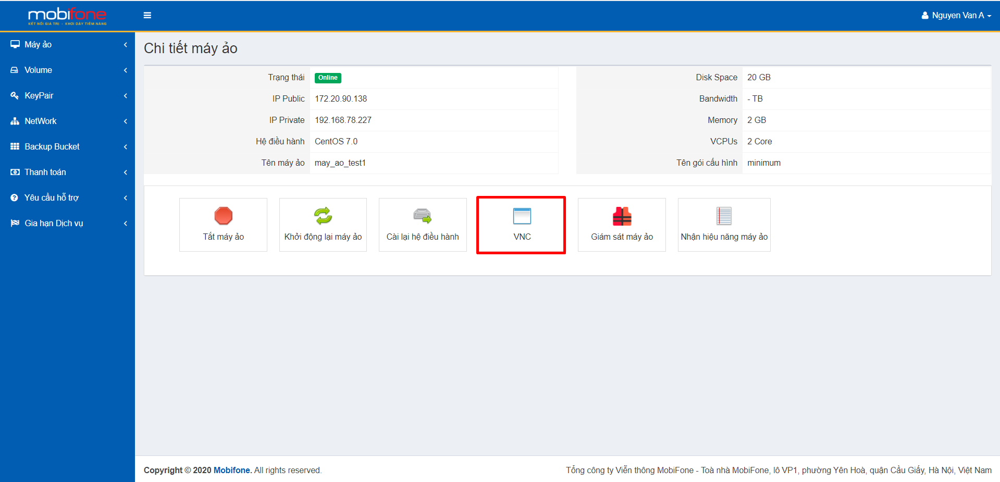 mobifone
KẾT NỐI GIÁ TRỊ - KHƠI DẬY TIỀM NĂNG
Nguyen Van A
Máy ảo
Volume
KeyPair
NetWork
Backup Bucket
Thanh toán
Yêu cầu hỗ trợ
Gia hạn Dịch vụ
Chi tiết máy ảo
Trạng thái Online
IP Public 172.20.90.138
IP Private 192.168.78.227
Hệ điều hành CentOS 7.0
Tên máy ảo may_ao_test1
Disk Space 20 GB
Bandwidth - TB
Memory 2 GB
VCPUs 2 Core
Tên gói cấu hình minimum
Tắt máy ảo
Khởi động lại máy ảo
Cài lại hệ điều hành
VNC
Giám sát máy ảo
Nhận hiệu năng máy ảo
Copyright © 2020 Mobifone. All rights reserved.
Tổng công ty Viễn thông MobiFone - Toà nhà MobiFone, lô VP1, phường Yên Hoà, quận Cầu Giấy, Hà Nội, Việt Nam